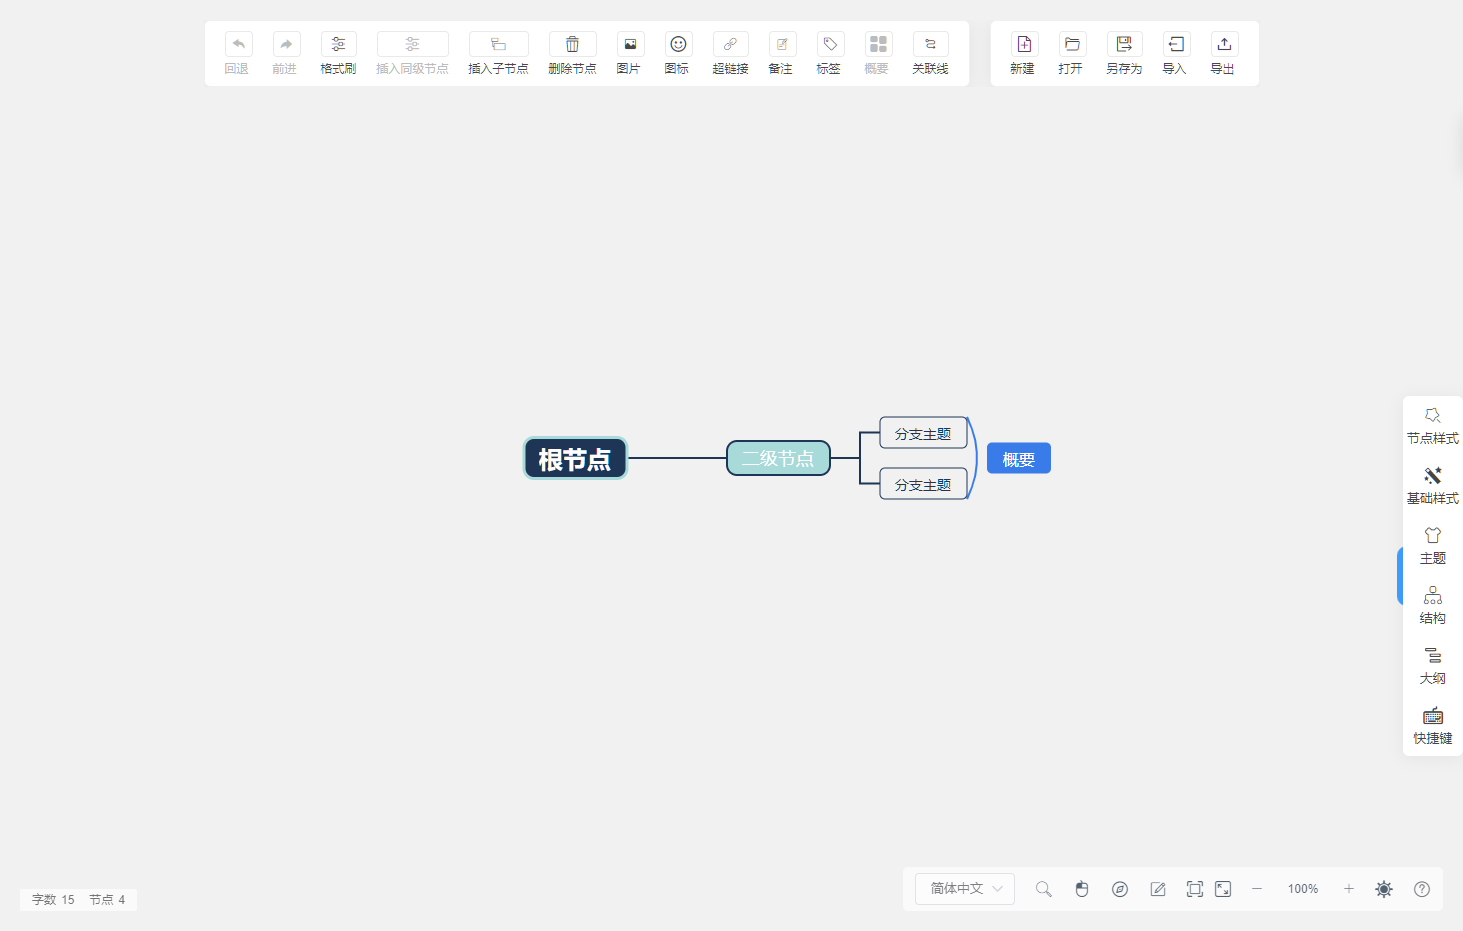 回退 前进 格式刷 插入同级节点 插入子节点 删除节点 图片 图标 超链接 备注 标签 概要 关联线 新建 打开 另存为 导入 导出
根节点
二级节点
分支主题
分支主题
概要
节点样式
基础样式
主题
结构
大纲
快捷键
字数 15 节点 4
简体中文 100%